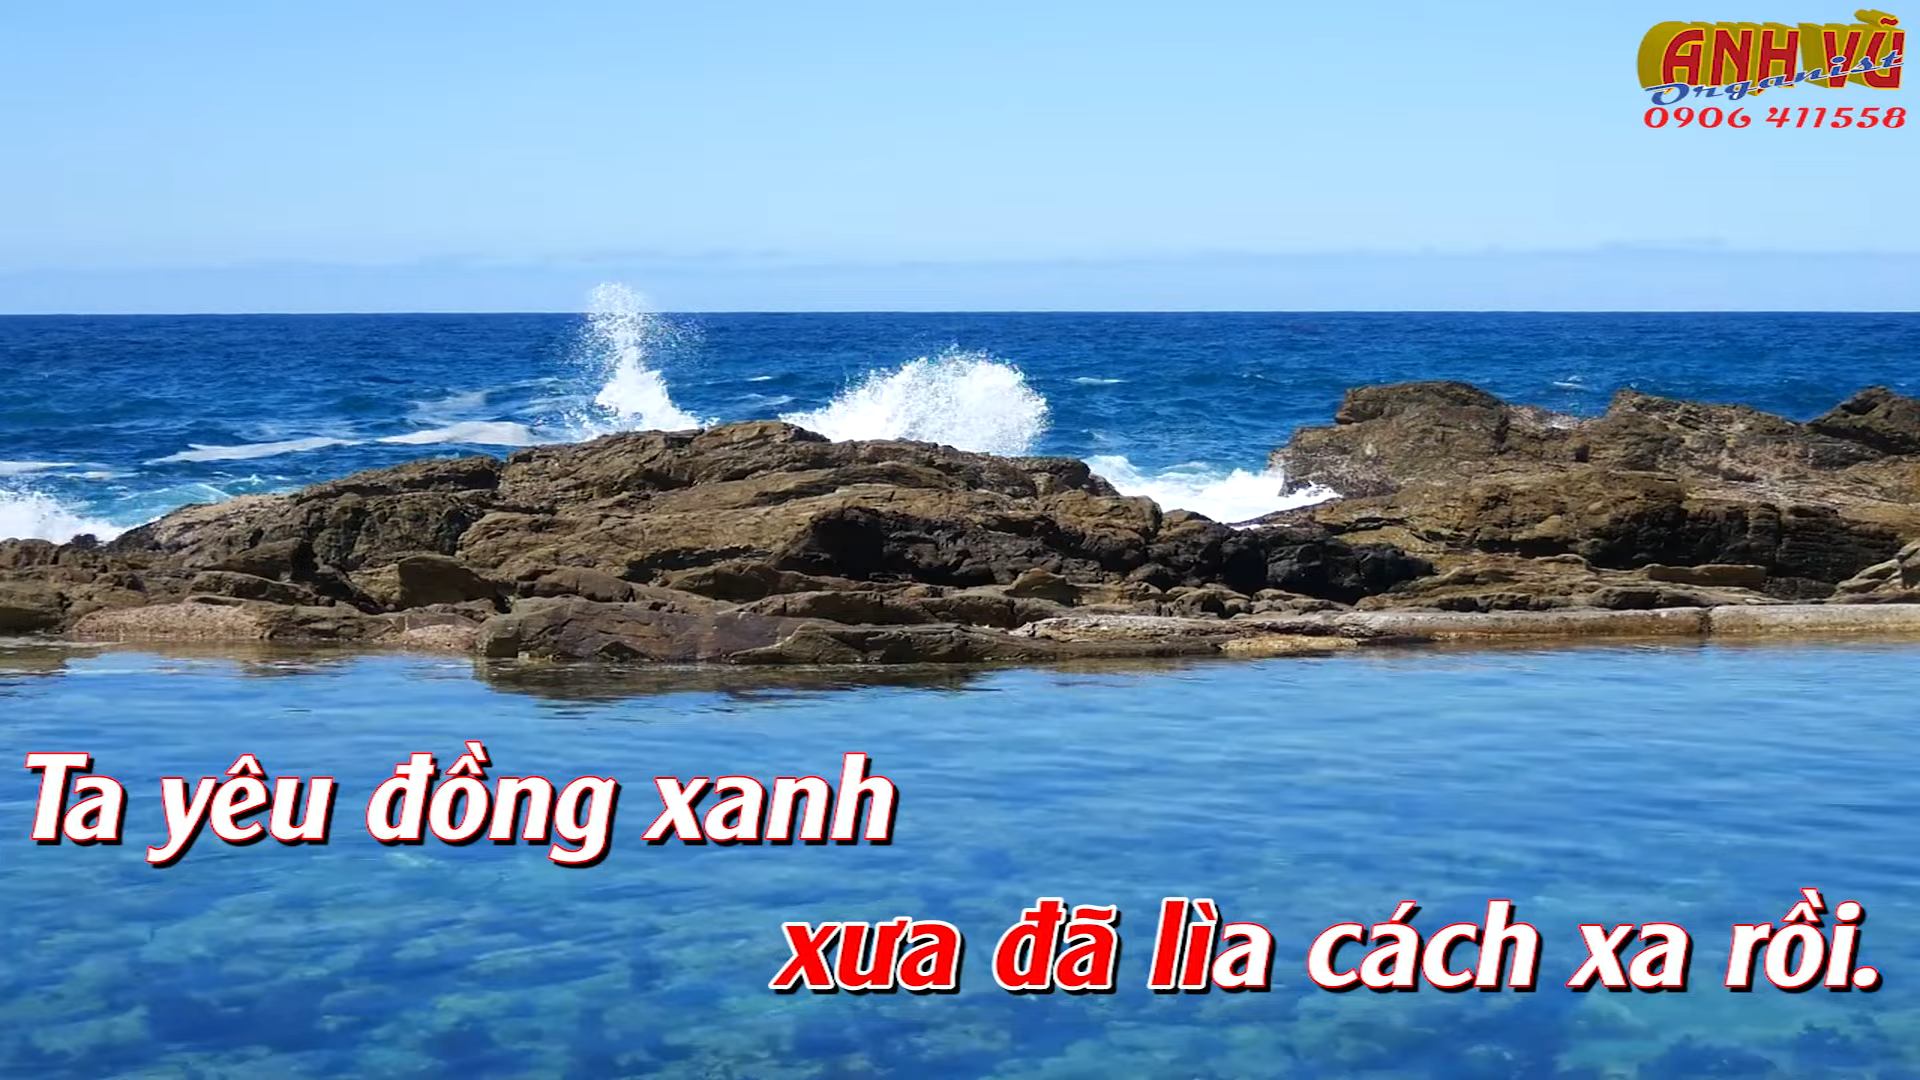 ANH VŨ
Organist
0906 411558
Ta yêu đồng xanh
xưa đã lìa cách xa rồi.